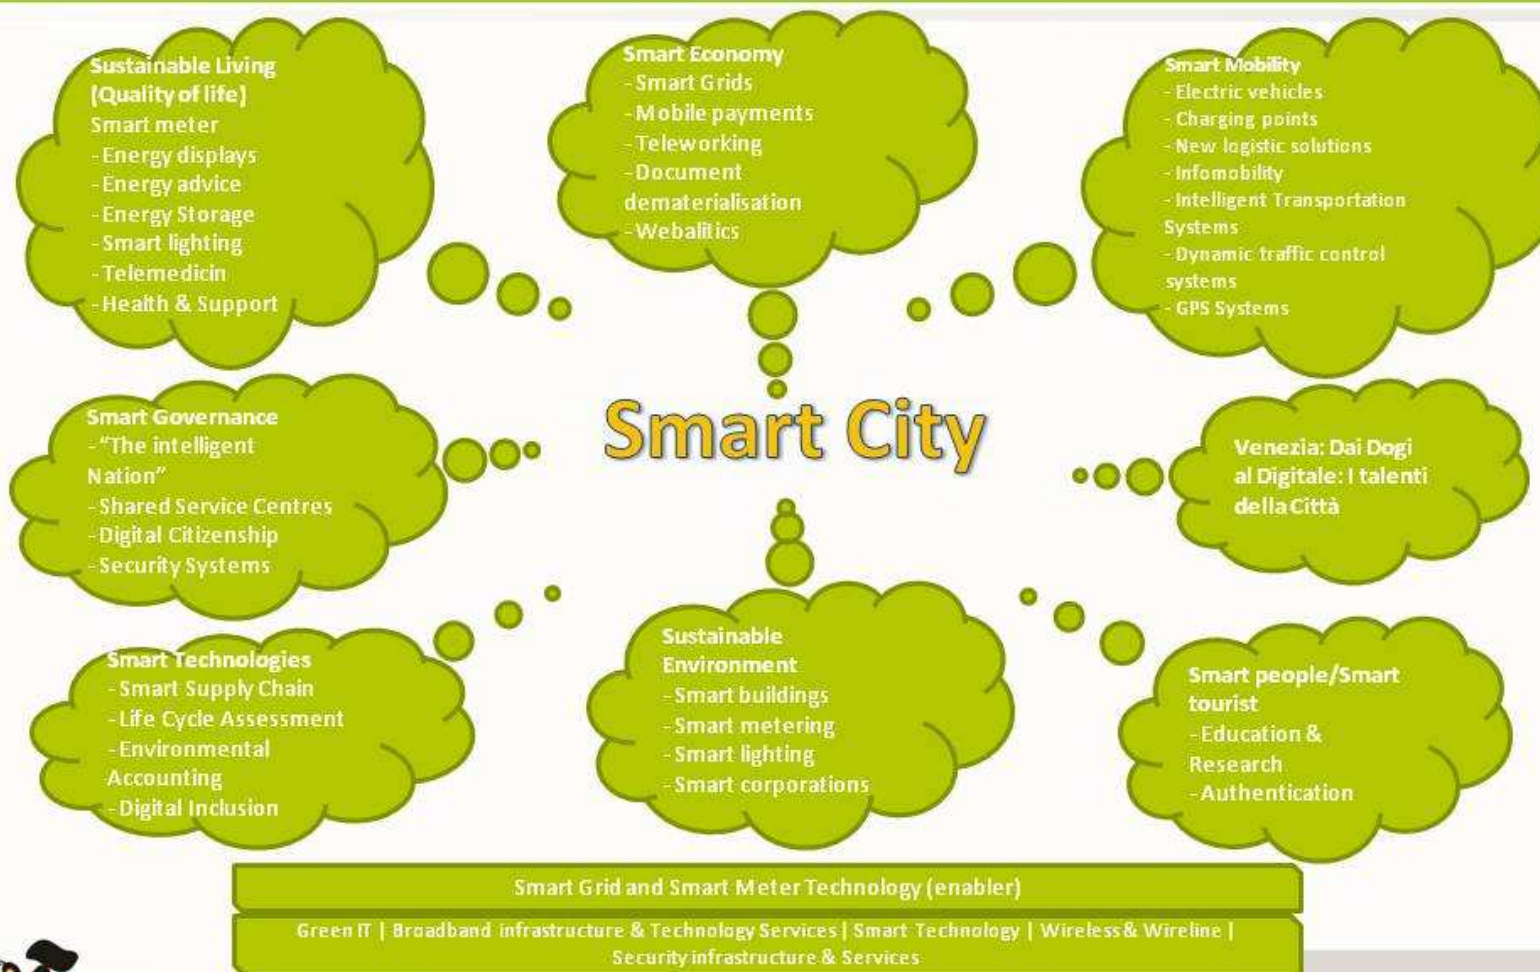 Sustainable Living
(Quality of life)
Smart meter
- Energy displays
- Energy advice
- Energy Storage
- Smart lighting
- Telemedicin
- Health & Support
Smart Economy
- Smart Grids
- Mobile payments
- Teleworking
- Document
dematerialisation
- Webalitics
Smart Mobility
- Electric vehicles
- Charging points
- New logistic solutions
- Infomobility
- Intelligent Transportation
Systems
- Dynamic traffic control
systems
- GPS Systems
Smart Governance
- "The intelligent
Nation"
- Shared Service Centres
- Digital Citizenship
- Security Systems
Smart City
Venezia: Dai Dogi
al Digitale: I talenti
della Città
Smart Technologies
- Smart Supply Chain
- Life Cycle Assessment
- Environmental
Accounting
- Digital Inclusion
Sustainable
Environment
- Smart buildings
- Smart metering
- Smart lighting
- Smart corporations
Smart people/Smart
tourist
- Education &
Research
- Authentication
Smart Grid and Smart Meter Technology (enabler)
Green IT | Broadband infrastructure & Technology Services | Smart Technology | Wireless & Wireline |
Security infrastructure & Services